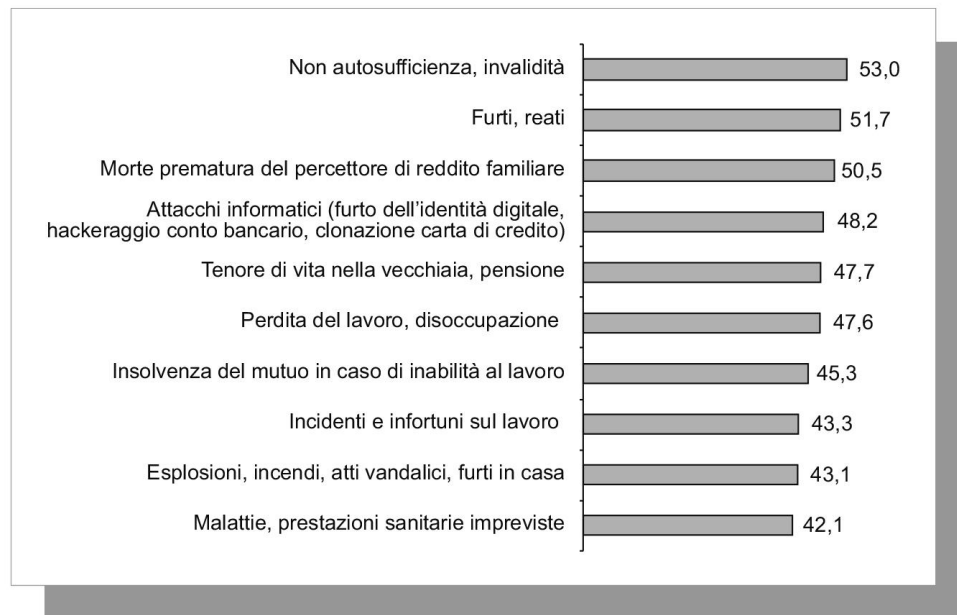 Non autosufficienza, invalidità 53,0
Furti, reati 51,7
Morte prematura del percettore di reddito familiare 50,5
Attacchi informatici (furto dell'identità digitale,
hackeraggio conto bancario, clonazione carta di credito) 48,2
Tenore di vita nella vecchiaia, pensione 47,7
Perdita del lavoro, disoccupazione 47,6
Insolvenza del mutuo in caso di inabilità al lavoro 45,3
Incidenti e infortuni sul lavoro 43,3
Esplosioni, incendi, atti vandalici, furti in casa 43,1
Malattie, prestazioni sanitarie impreviste 42,1